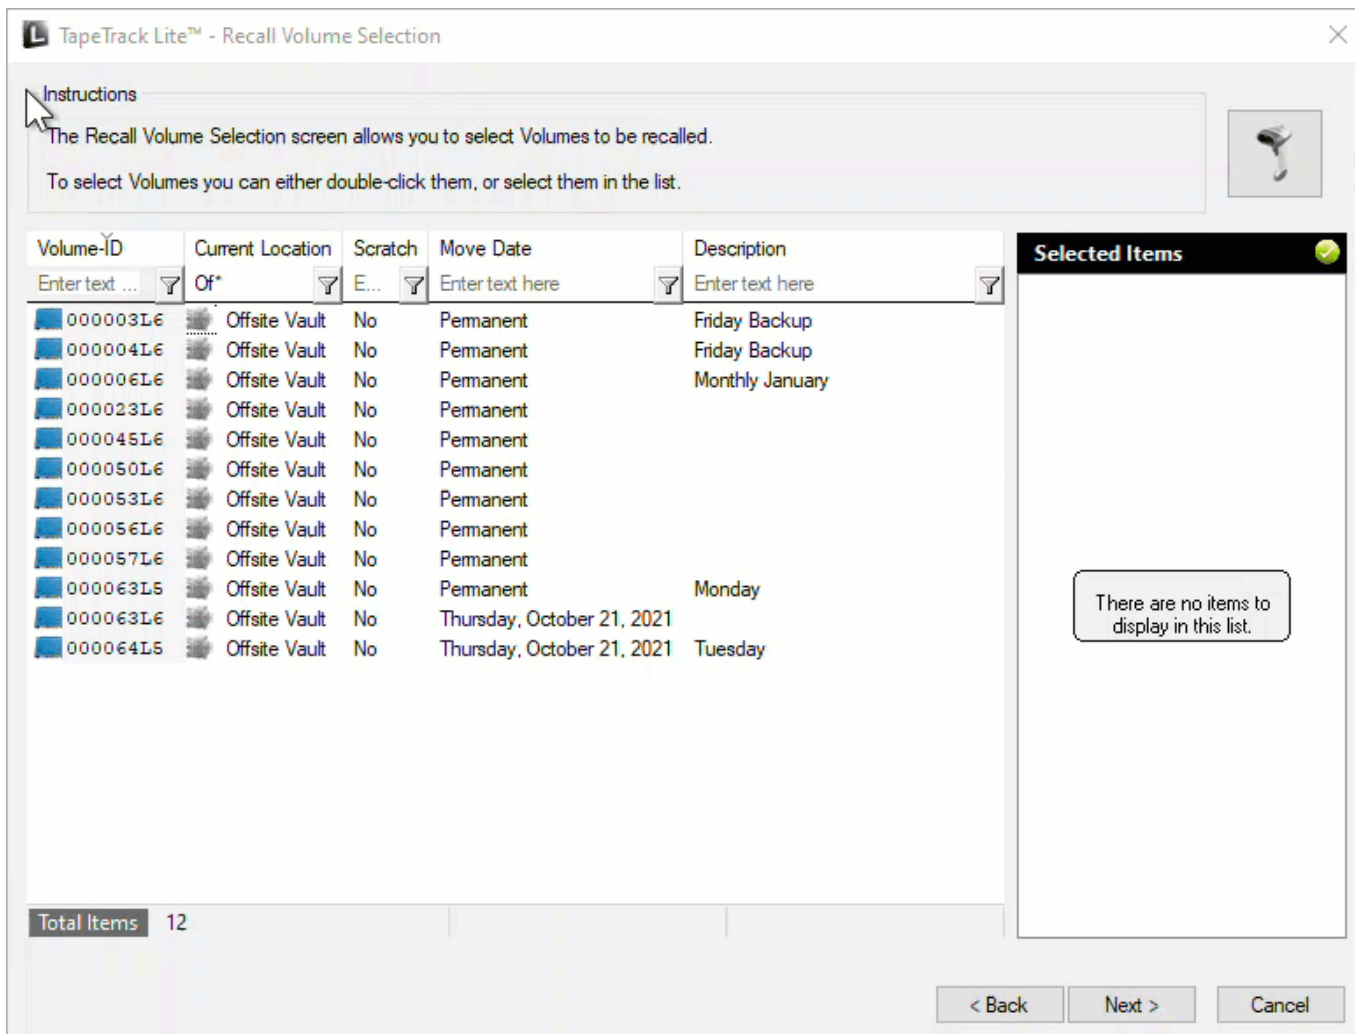 TapeTrack Lite™ - Recall Volume Selection
Instructions
The Recall Volume Selection screen allows you to select Volumes to be recalled.
To select Volumes you can either double-click them, or select them in the list.
Volume-ID Current Location Scratch Move Date Description
Enter text ... Of* E... Enter text here Enter text here
000003L6 Offsite Vault No Permanent Friday Backup
000004L6 Offsite Vault No Permanent Friday Backup
000006L6 Offsite Vault No Permanent Monthly January
000023L6 Offsite Vault No Permanent
000045L6 Offsite Vault No Permanent
000050L6 Offsite Vault No Permanent
000053L6 Offsite Vault No Permanent
000056L6 Offsite Vault No Permanent
000057L6 Offsite Vault No Permanent
000063L5 Offsite Vault No Permanent Monday
000063L6 Offsite Vault No Thursday, October 21, 2021
000064L5 Offsite Vault No Thursday, October 21, 2021 Tuesday
Total Items 12
Selected Items
There are no items to
display in this list.
< Back Next > Cancel